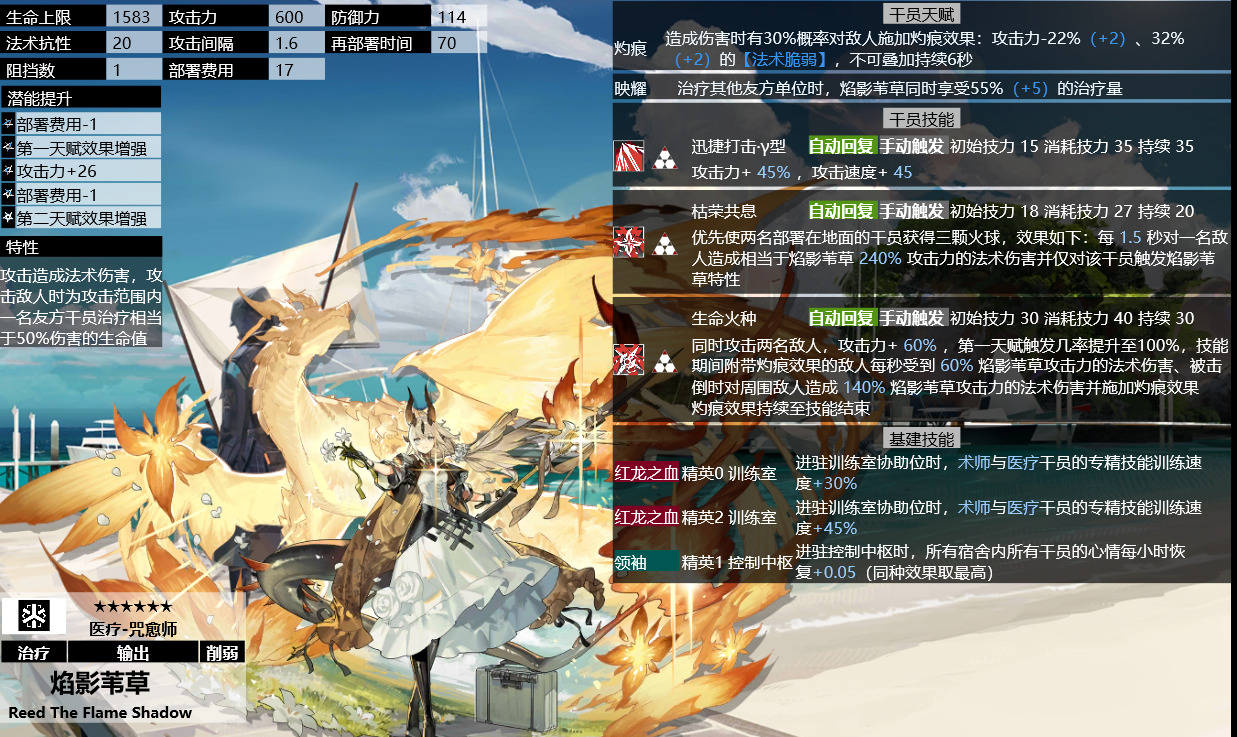 生命上限 1583 攻击力 600 防御力 114
法术抗性 20 攻击间隔 1.6 再部署时间 70
阻挡数 1 部署费用 17
潜能提升
部署费用-1
第一天赋效果增强
攻击力+26
部署费用-1
第二天赋效果增强
特性
攻击造成法术伤害，攻
击敌人时为攻击范围内
一名友方干员治疗相当
于50%伤害的生命值
★★★★★★
医疗-咒愈师
治疗 输出 削弱
焰影苇草
Reed The Flame Shadow
干员天赋
灼痕 造成伤害时有30%概率对敌人施加灼痕效果：攻击力-22%（+2）、32%
（+2）的【法术脆弱】，不可叠加持续6秒
映耀 治疗其他友方单位时，焰影苇草同时享受55%（+5）的治疗量
干员技能
迅捷打击·γ型 自动回复 手动触发 初始技力 15 消耗技力 35 持续 35
攻击力+ 45% ，攻击速度+ 45
枯荣共息 自动回复 手动触发 初始技力 18 消耗技力 27 持续 20
优先使两名部署在地面的干员获得三颗火球，效果如下：每 1.5 秒对一名敌
人造成相当于焰影苇草 240% 攻击力的法术伤害并仅对该干员触发焰影苇
草特性
生命火种 自动回复 手动触发 初始技力 30 消耗技力 40 持续 30
同时攻击两名敌人，攻击力+ 60% ，第一天赋触发几率提升至100%，技能
期间附带灼痕效果的敌人每秒受到 60% 焰影苇草攻击力的法术伤害、被击
倒时对周围敌人造成 140% 焰影苇草攻击力的法术伤害并施加灼痕效果
灼痕效果持续至技能结束
基建技能
红龙之血 精英0 训练室 进驻训练室协助位时，术师与医疗干员的专精技能训练速
度+30%
红龙之血 精英2 训练室 进驻训练室协助位时，术师与医疗干员的专精技能训练速
度+45%
领袖 精英1 控制中枢 进驻控制中枢时，所有宿舍内所有干员的心情每小时恢
复+0.05（同种效果取最高）